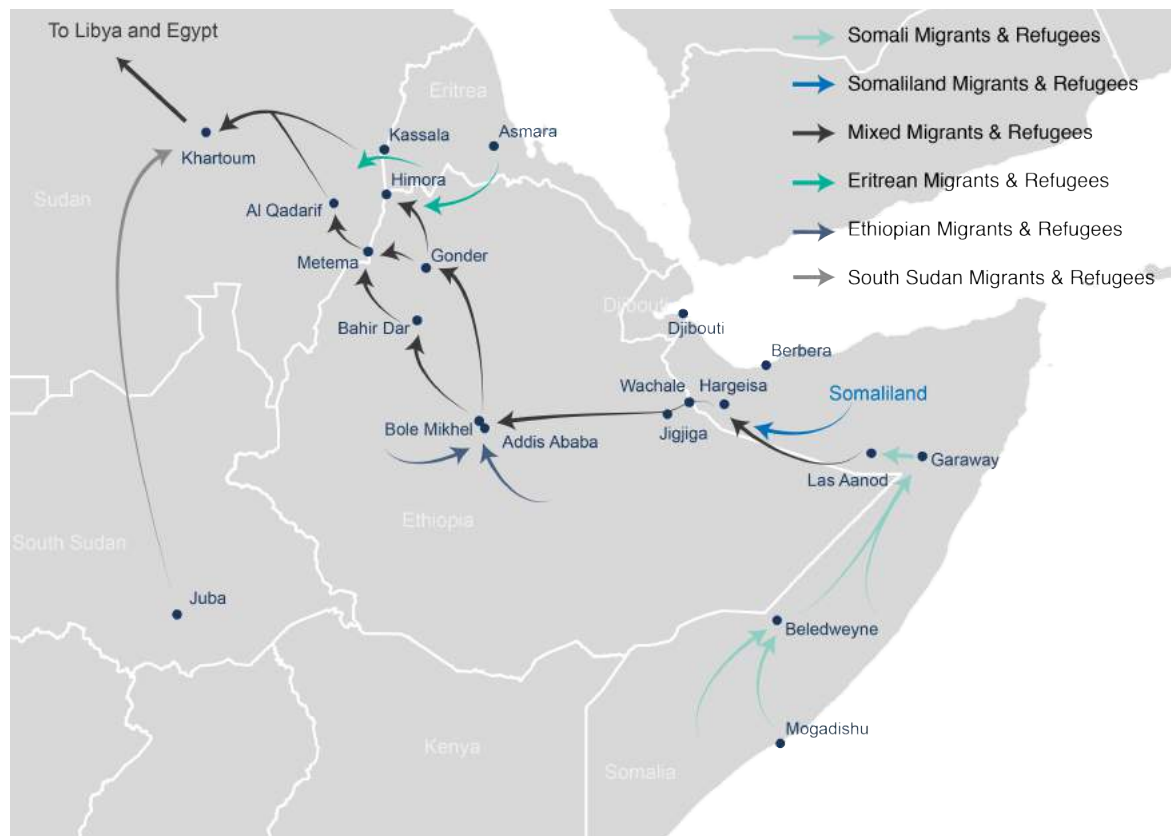 To Libya and Egypt
Somali Migrants & Refugees
Somaliland Migrants & Refugees
Mixed Migrants & Refugees
Eritrean Migrants & Refugees
Ethiopian Migrants & Refugees
South Sudan Migrants & Refugees
Eritrea
Kassala
Asmara
Khartoum
Himora
Sudan
Al Qadarif
Metema
Gonder
Djibouti
Bahir Dar
Djibouti
Berbera
Wachale
Hargeisa
Somaliland
Bole Mikhel
Addis Ababa
Jigjiga
Las Aanod
Garaway
Ethiopia
South Sudan
Juba
Beledweyne
Mogadishu
Kenya
Somalia